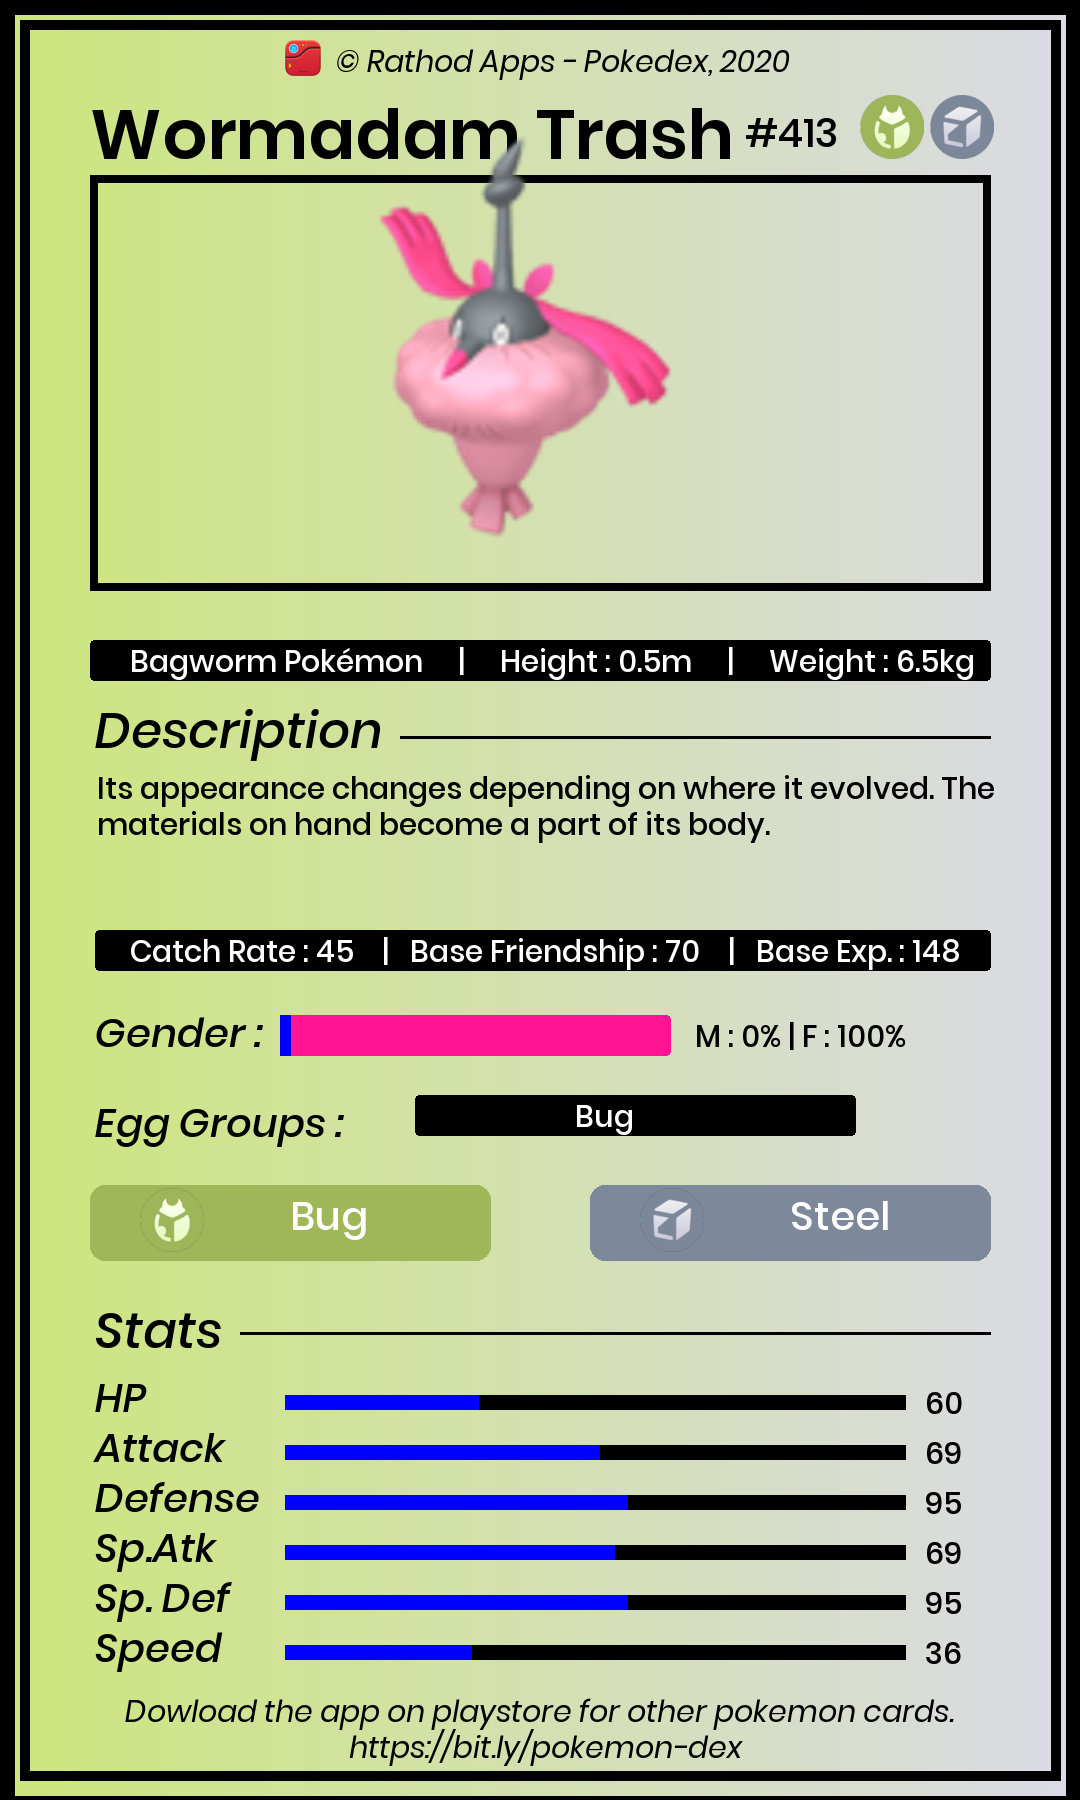 © Rathod Apps - Pokedex, 2020
Wormadam Trash #413
Bagworm Pokémon | Height : 0.5m | Weight : 6.5kg
Description
Its appearance changes depending on where it evolved. The
materials on hand become a part of its body.
Catch Rate : 45 | Base Friendship : 70 | Base Exp. : 148
Gender : M : 0% | F : 100%
Egg Groups : Bug
Bug Steel
Stats
HP 60
Attack 69
Defense 95
Sp.Atk 69
Sp. Def 95
Speed 36
Dowload the app on playstore for other pokemon cards.
https://bit.ly/pokemon-dex